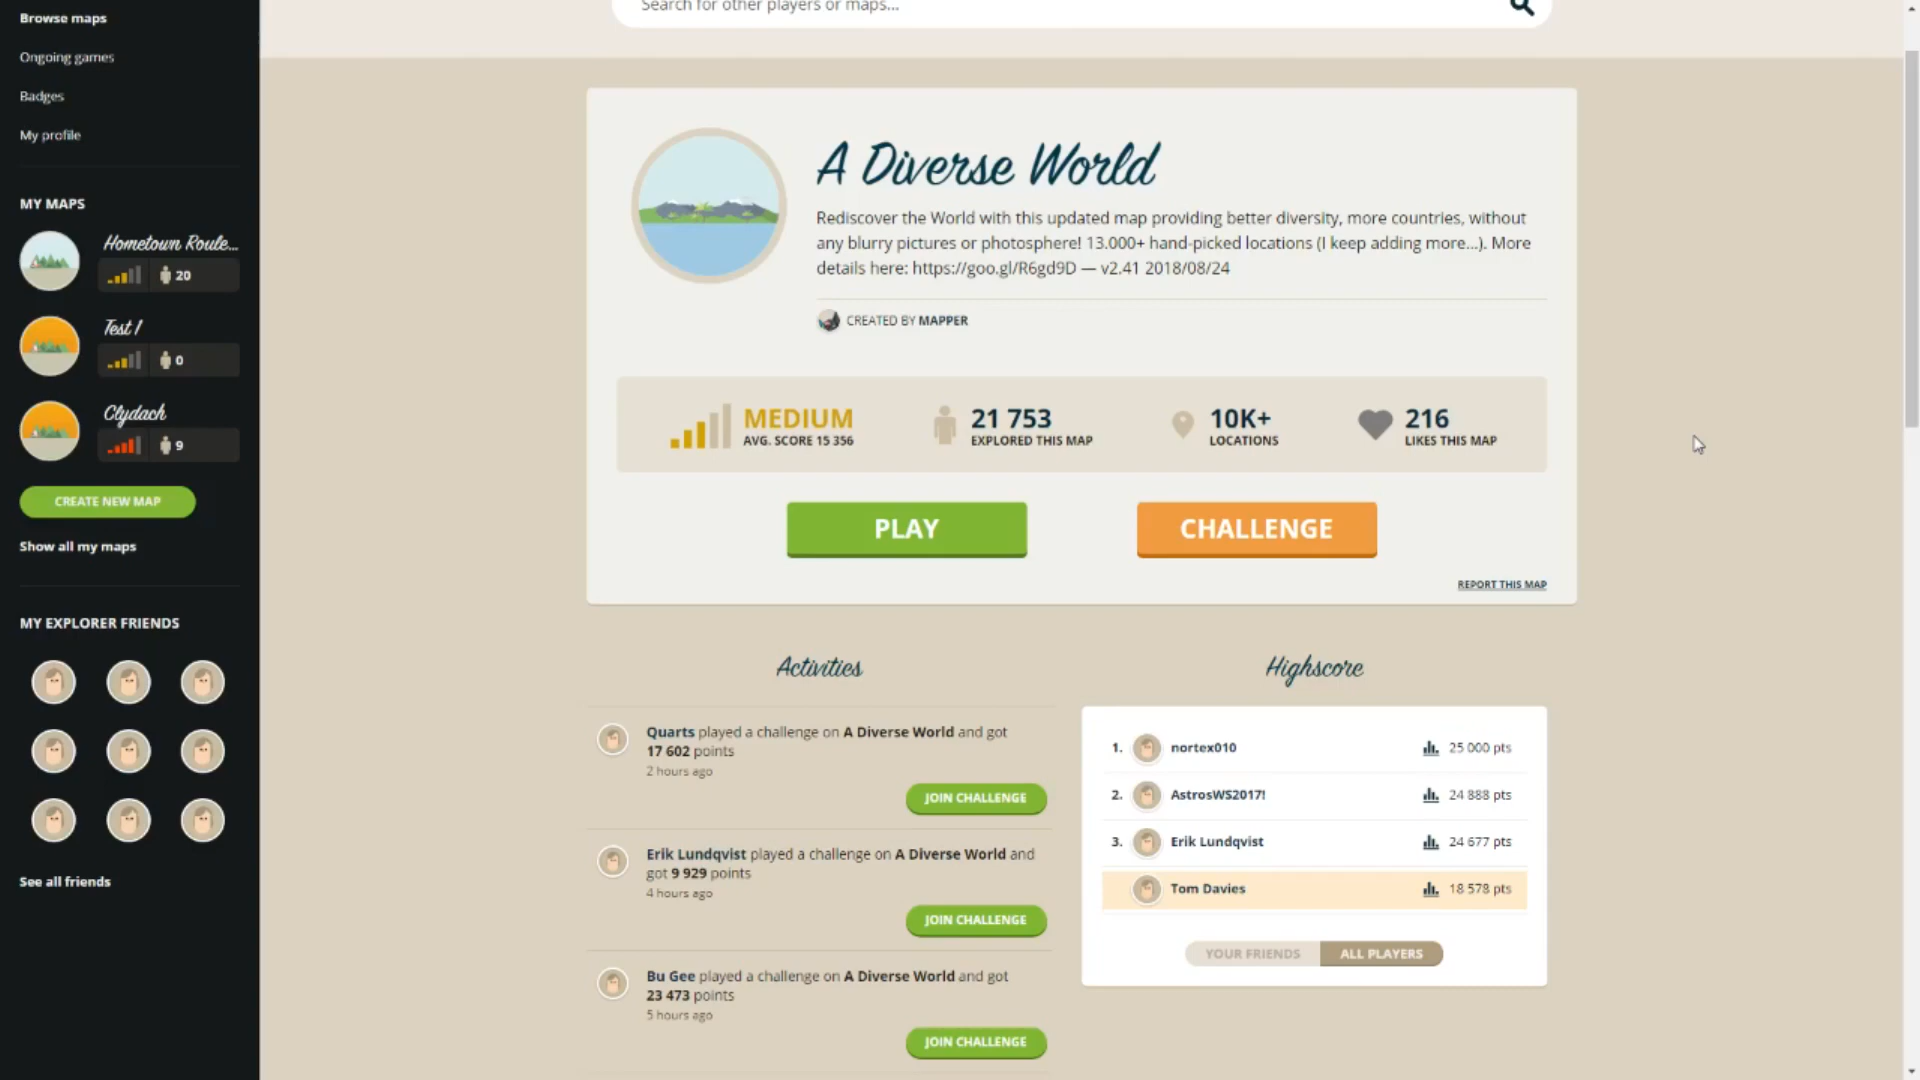 Browse maps
Ongoing games
Badges
My profile
MY MAPS
Hometown Roule...
20
Test 1
0
Clydach
9
CREATE NEW MAP
Show all my maps
MY EXPLORER FRIENDS
See all friends
Search for other players or maps...
A Diverse World
Rediscover the World with this updated map providing better diversity, more countries, without
any blurry pictures or photosphere! 13.000+ hand-picked locations (I keep adding more...). More
details here: https://goo.gl/R6gd9D — v2.41 2018/08/24
CREATED BY MAPPER
MEDIUM
AVG. SCORE 15 356
21 753
EXPLORED THIS MAP
10K+
LOCATIONS
216
LIKES THIS MAP
PLAY
CHALLENGE
REPORT THIS MAP
Activities
Quarts played a challenge on A Diverse World and got
17 602 points
2 hours ago
JOIN CHALLENGE
Erik Lundqvist played a challenge on A Diverse World and
got 9 929 points
4 hours ago
JOIN CHALLENGE
Bu Gee played a challenge on A Diverse World and got
23 473 points
5 hours ago
JOIN CHALLENGE
Highscore
1. nortex010 25 000 pts
2. AstrosWS2017! 24 888 pts
3. Erik Lundqvist 24 677 pts
Tom Davies 18 578 pts
YOUR FRIENDS
ALL PLAYERS